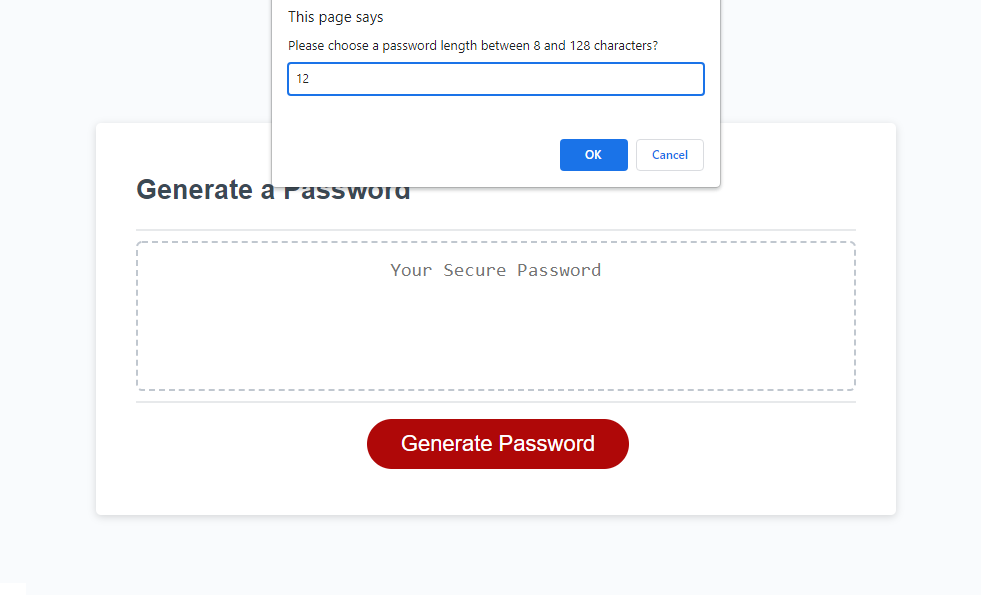 This page says
Please choose a password length between 8 and 128 characters?
12
OK
Cancel
Generate a Password
Your Secure Password
Generate Password